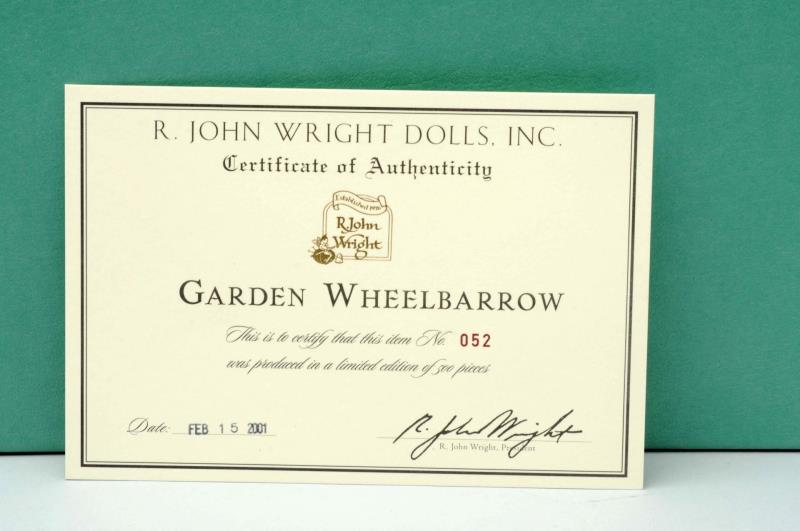 R. JOHN WRIGHT DOLLS, INC.
Certificate of Authenticity
Established 1976
R. John
Wright
GARDEN WHEELBARROW
This is to certify that this item No. 052
was produced in a limited edition of 500 pieces
Date: FEB 15 2001
R. John Wright
R. John Wright, President